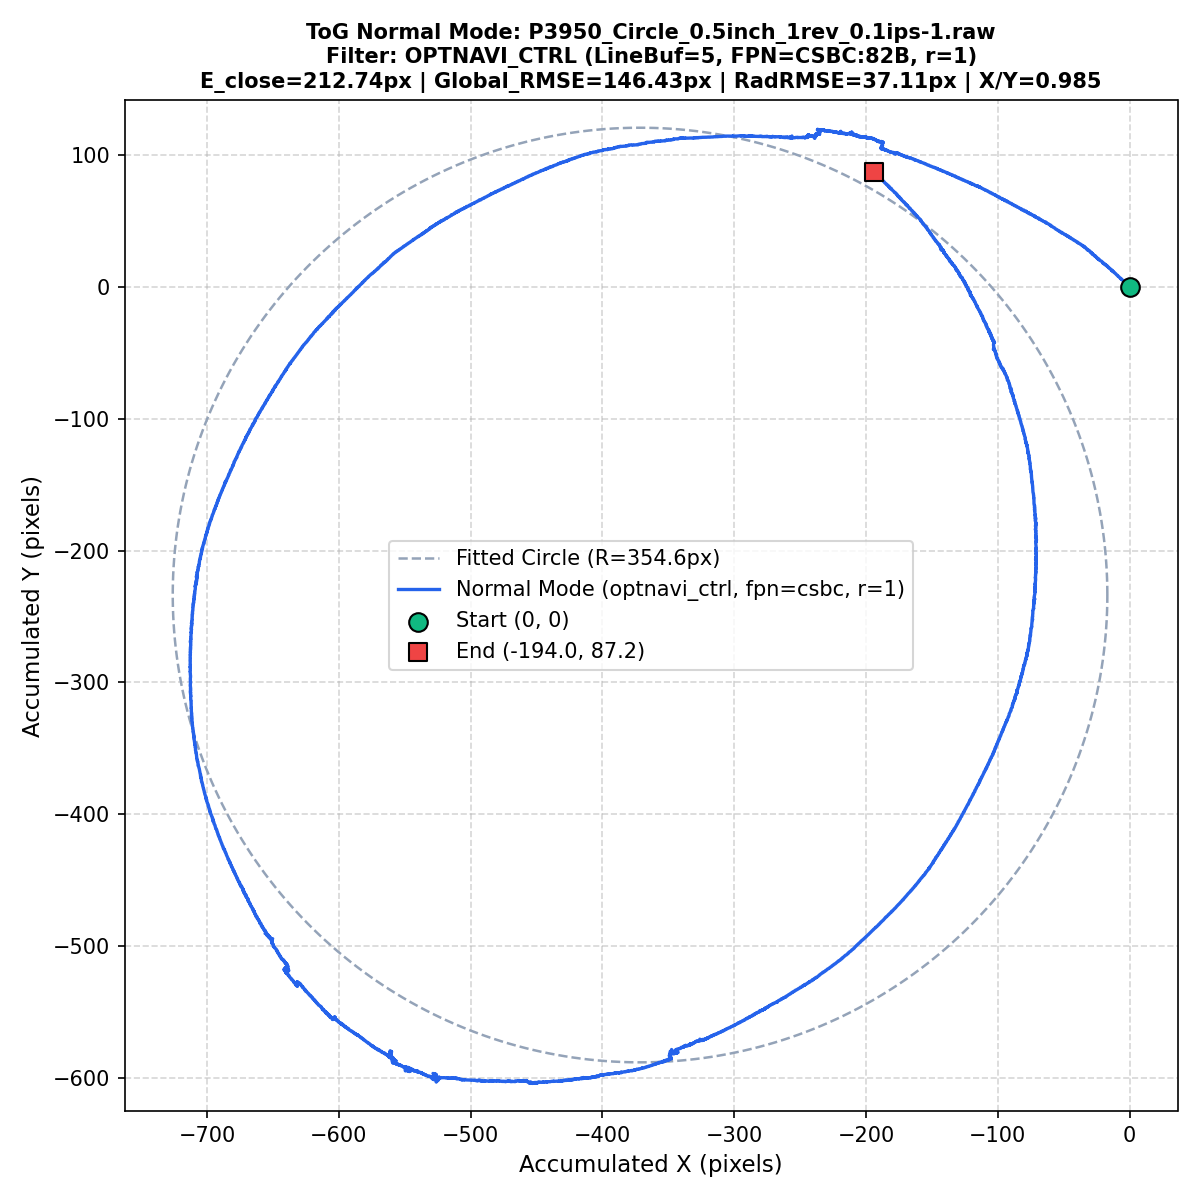 ToG Normal Mode: P3950_Circle_0.5inch_1rev_0.1ips-1.raw
Filter: OPTNAVI_CTRL (LineBuf=5, FPN=CSBC:82B, r=1)
E_close=212.74px | Global_RMSE=146.43px | RadRMSE=37.11px | X/Y=0.985
100
0
−100
−200
−300
−400
−500
−600
Accumulated Y (pixels)
Fitted Circle (R=354.6px)
Normal Mode (optnavi_ctrl, fpn=csbc, r=1)
Start (0, 0)
End (-194.0, 87.2)
−700 −600 −500 −400 −300 −200 −100 0
Accumulated X (pixels)